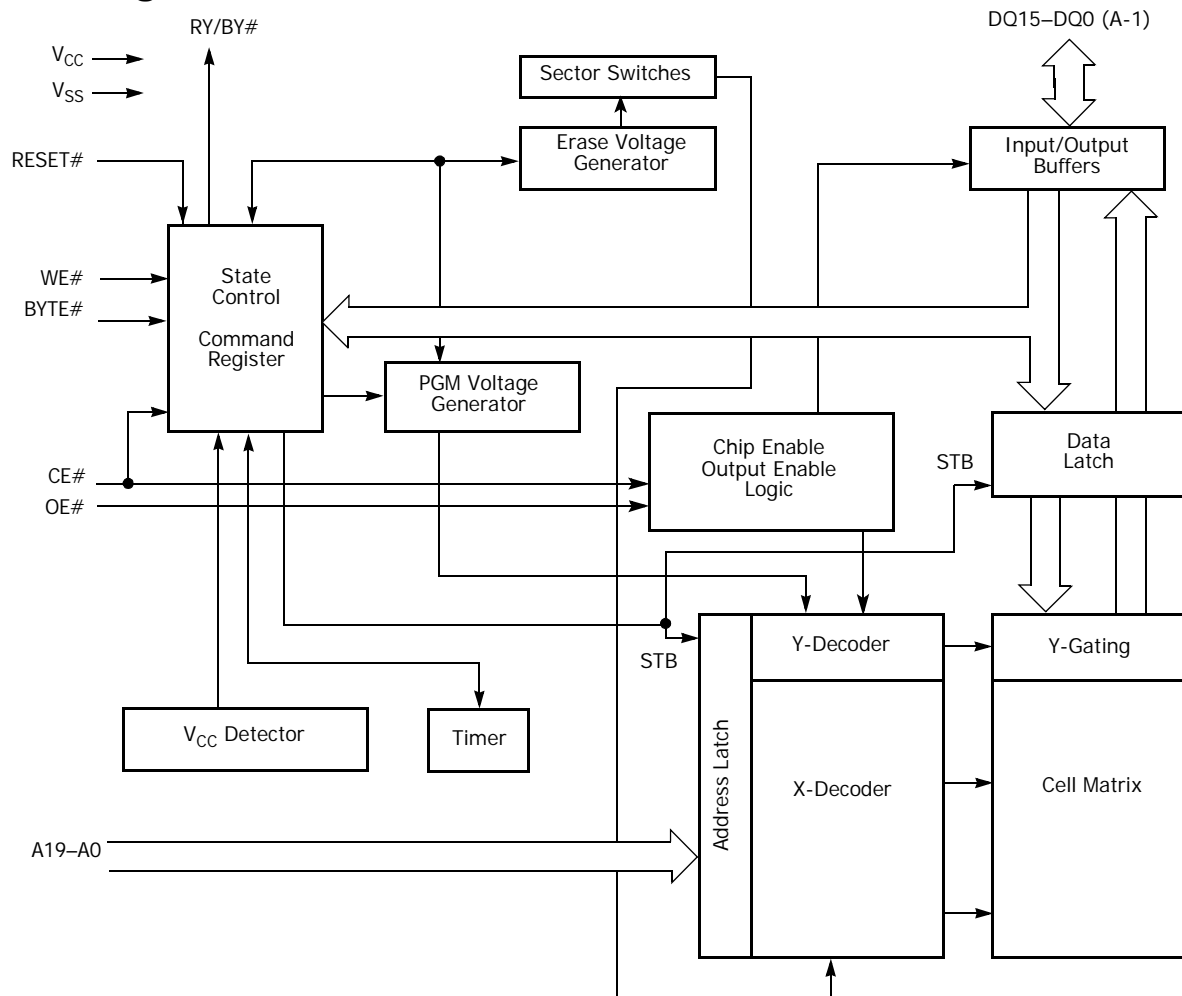 RY/BY#
DQ15–DQ0 (A-1)
VCC
VSS
Sector Switches
Erase Voltage
Generator
Input/Output
Buffers
RESET#
WE#
BYTE#
State
Control
Command
Register
PGM Voltage
Generator
Chip Enable
Output Enable
Logic
STB
Data
Latch
CE#
OE#
STB
Y-Decoder
Y-Gating
VCC Detector
Timer
Address Latch
X-Decoder
Cell Matrix
A19–A0